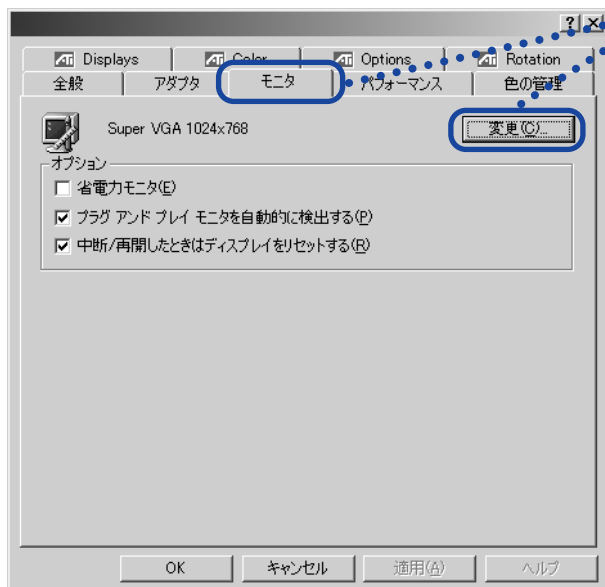 Displays Color Options Rotation
全般 アダプタ モニタ パフォーマンス 色の管理
Super VGA 1024x768 変更(C)...
オプション
省電力モニタ(E)
プラグ アンド プレイ モニタを自動的に検出する(P)
中断/再開したときはディスプレイをリセットする(R)
OK キャンセル 適用(A) ヘルプ